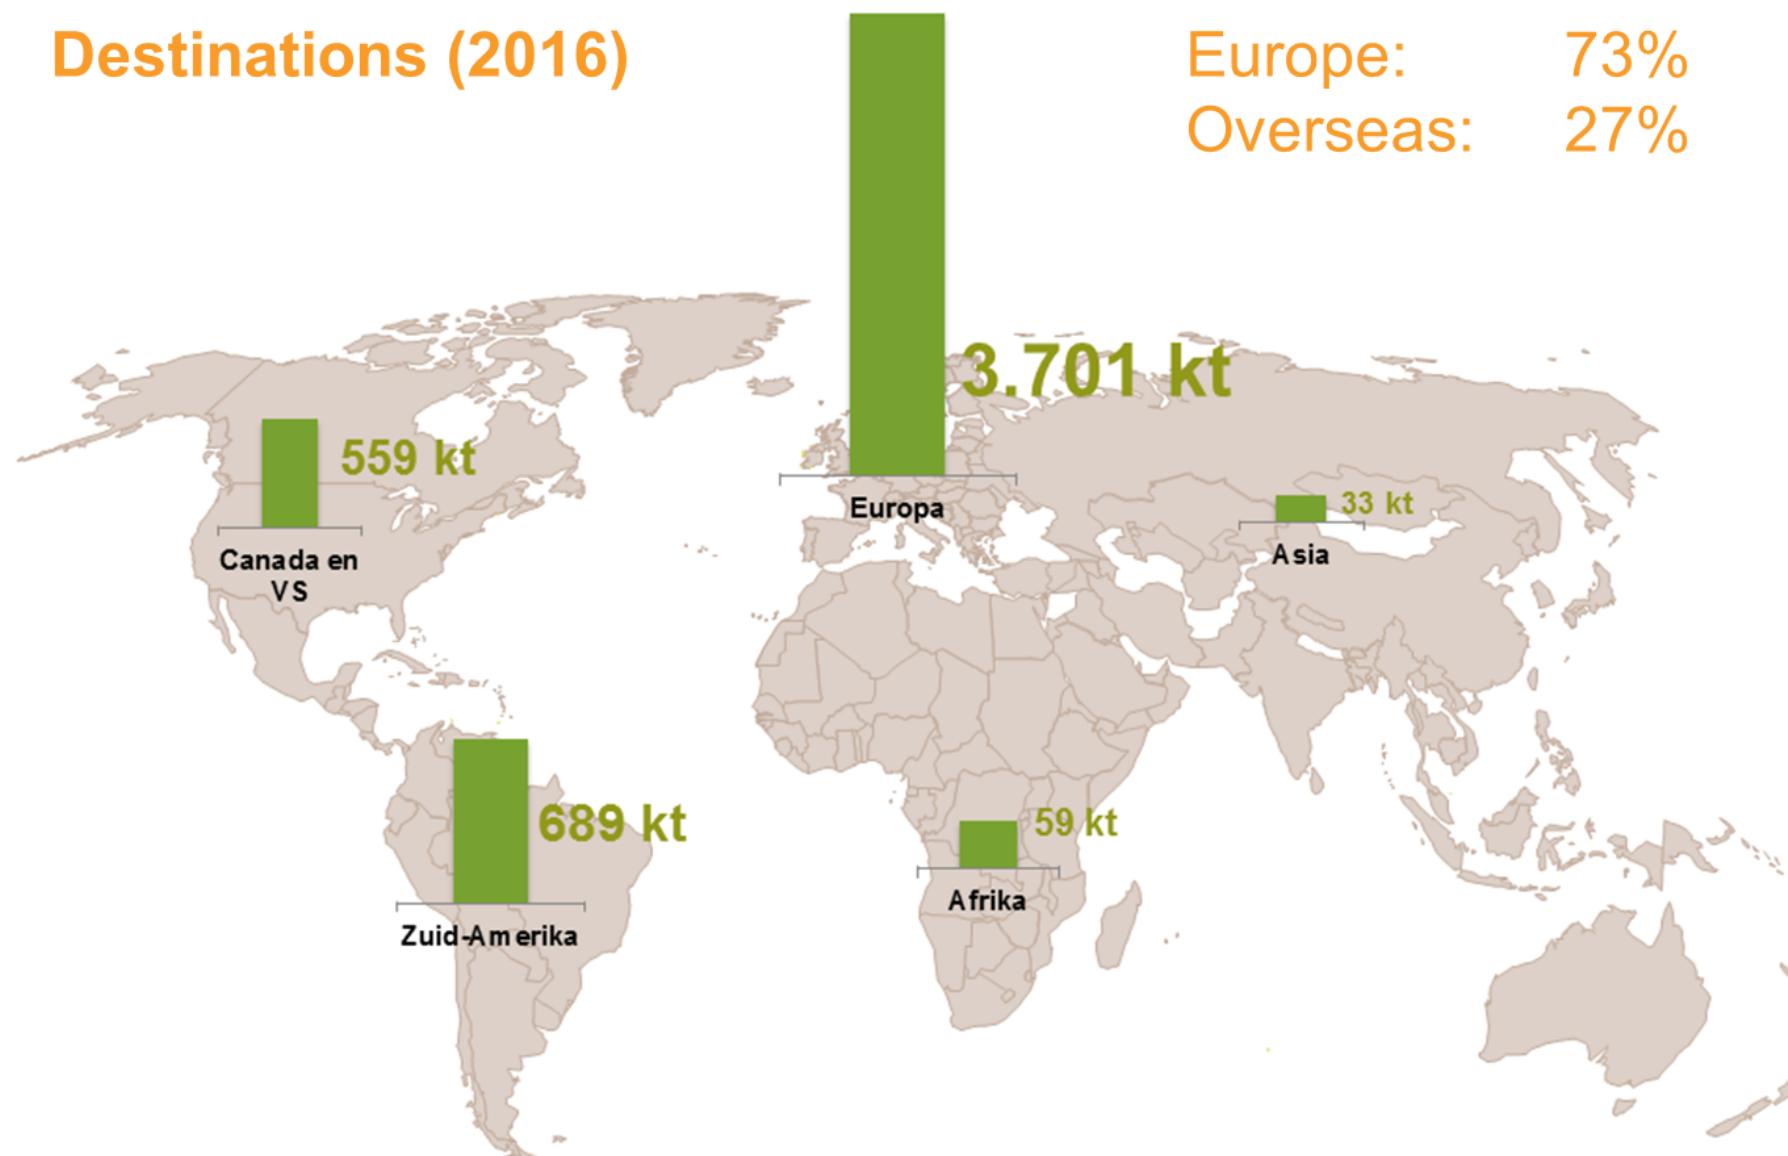 Destinations (2016)
Europe: 73%
Overseas: 27%
3.701 kt
Europa
559 kt
Canada en
VS
33 kt
Asia
689 kt
Zuid-Amerika
59 kt
Afrika